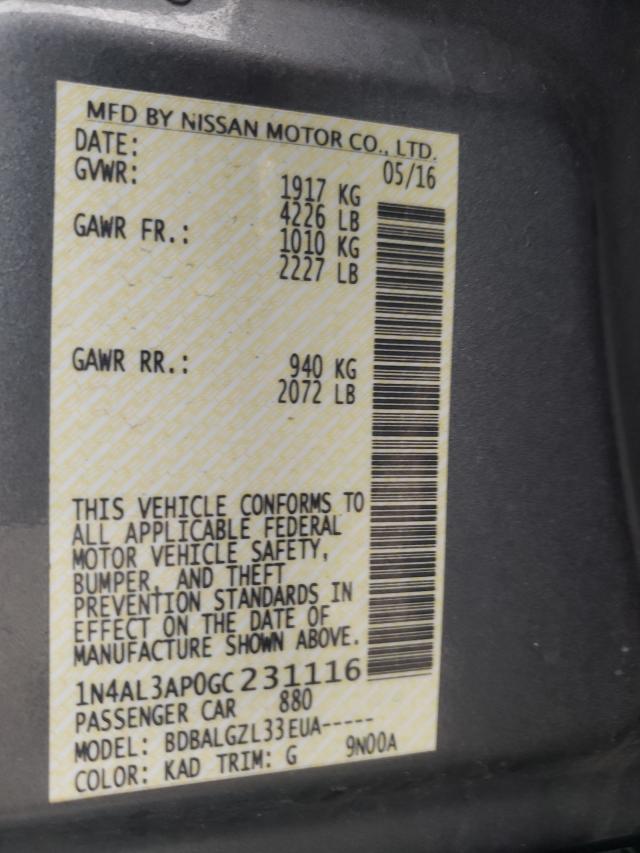 MFD BY NISSAN MOTOR CO., LTD.
DATE: 05/16
GVWR: 1917 KG
4226 LB
GAWR FR.: 1010 KG
2227 LB
GAWR RR.: 940 KG
2072 LB
THIS VEHICLE CONFORMS TO
ALL APPLICABLE FEDERAL
MOTOR VEHICLE SAFETY,
BUMPER, AND THEFT
PREVENTION STANDARDS IN
EFFECT ON THE DATE OF
MANUFACTURE SHOWN ABOVE.
1N4AL3AP0GC231116
PASSENGER CAR 880
MODEL: BDBALGZL33EUA-----
COLOR: KAD TRIM: G 9N00A